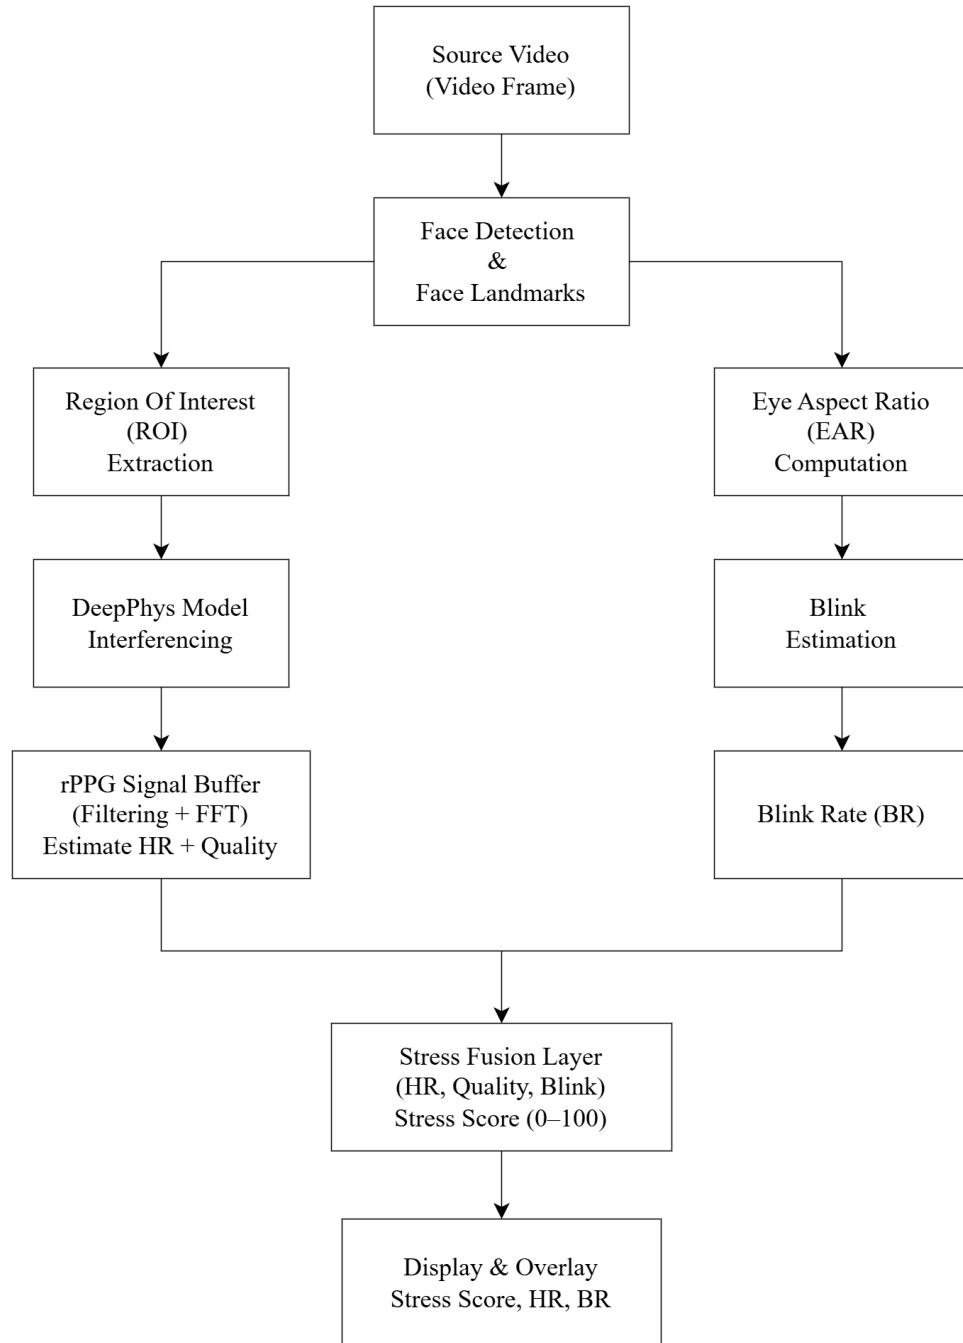 Source Video
(Video Frame)
Face Detection
&
Face Landmarks
Region Of Interest
(ROI)
Extraction
Eye Aspect Ratio
(EAR)
Computation
DeepPhys Model
Interferencing
Blink
Estimation
rPPG Signal Buffer
(Filtering + FFT)
Estimate HR + Quality
Blink Rate (BR)
Stress Fusion Layer
(HR, Quality, Blink)
Stress Score (0–100)
Display & Overlay
Stress Score, HR, BR